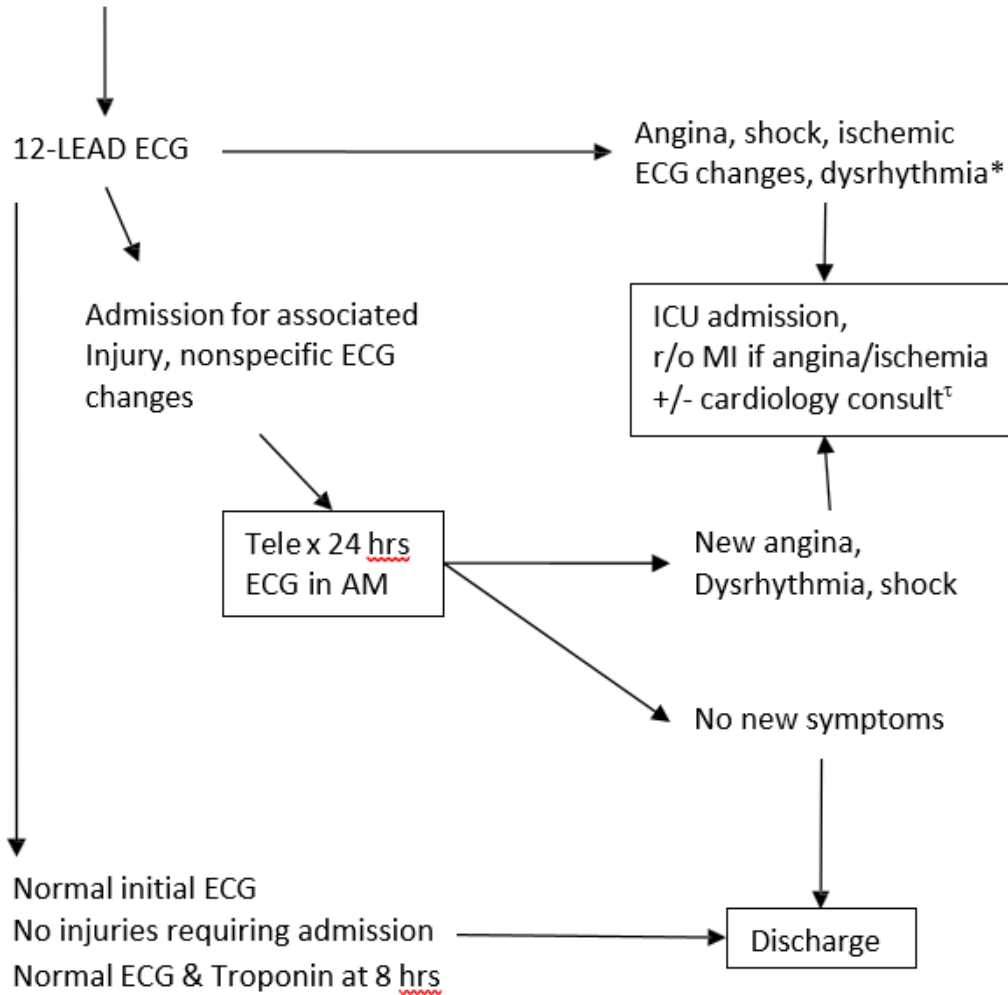 12-LEAD ECG
Angina, shock, ischemic
ECG changes, dysrhythmia*
Admission for associated
Injury, nonspecific ECG
changes
ICU admission,
r/o MI if angina/ischemia
+/- cardiology consultᵗ
Tele x 24 hrs
ECG in AM
New angina,
Dysrhythmia, shock
No new symptoms
Normal initial ECG
No injuries requiring admission
Normal ECG & Troponin at 8 hrs
Discharge